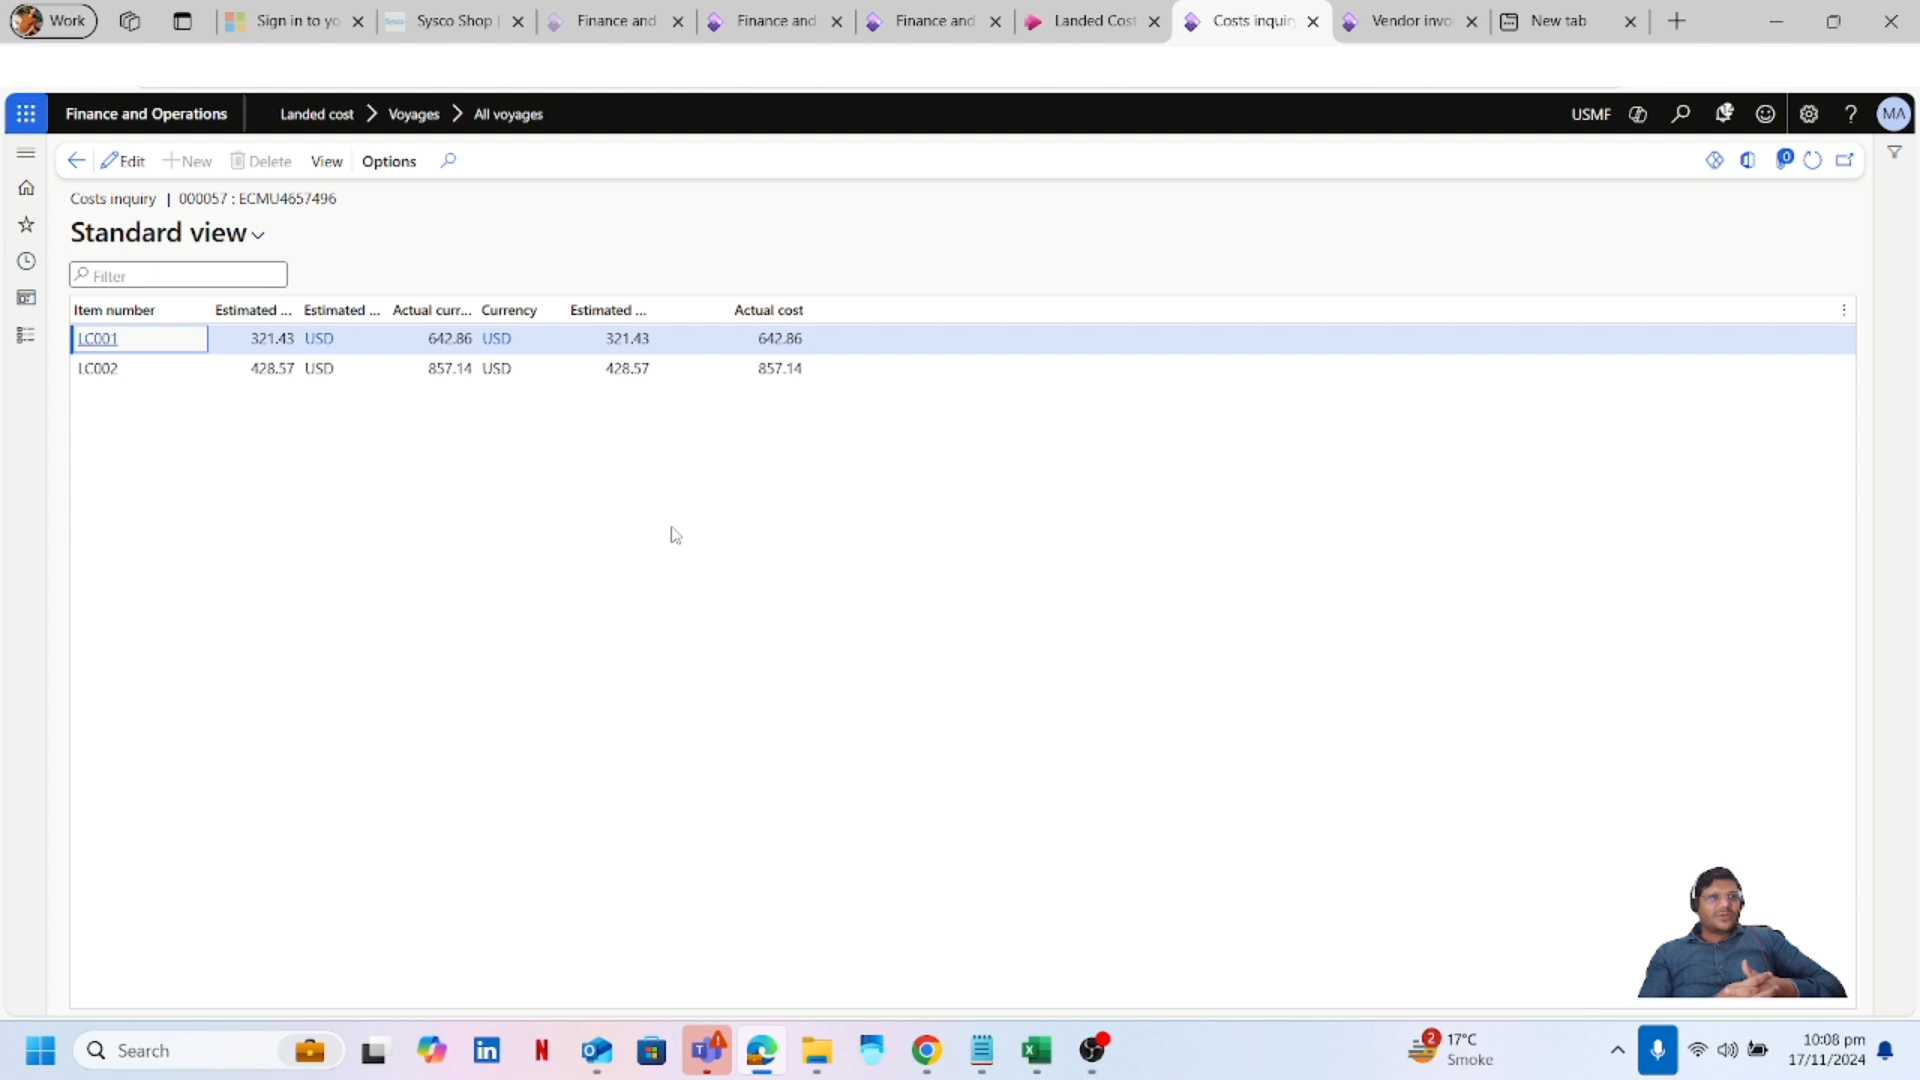 Work
Sign in to yo
Sysco Shop |
Finance and
Finance and
Finance and
Landed Cost
Costs inquiry
Vendor invo
New tab
Finance and Operations
Landed cost > Voyages > All voyages
USMF
MA
Edit
New
Delete
View
Options
0
Costs inquiry | 000057 : ECMU4657496
Standard view
Filter
Item number Estimated ... Estimated ... Actual curr... Currency Estimated ... Actual cost
LC001 321.43 USD 642.86 USD 321.43 642.86
LC002 428.57 USD 857.14 USD 428.57 857.14
Search
2
17°C
Smoke
10:08 pm
17/11/2024